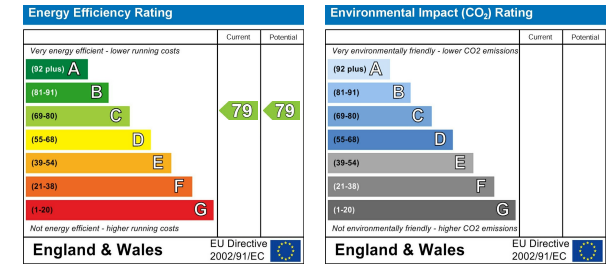 Energy Efficiency Rating
Current Potential
Very energy efficient - lower running costs
(92 plus) A
(81-91) B
(69-80) C
79 79
(55-68) D
(39-54) E
(21-38) F
(1-20) G
Not energy efficient - higher running costs
England & Wales
EU Directive
2002/91/EC
Environmental Impact (CO2) Rating
Current Potential
Very environmentally friendly - lower CO2 emissions
(92 plus) A
(81-91) B
(69-80) C
(55-68) D
(39-54) E
(21-38) F
(1-20) G
Not environmentally friendly - higher CO2 emissions
England & Wales
EU Directive
2002/91/EC